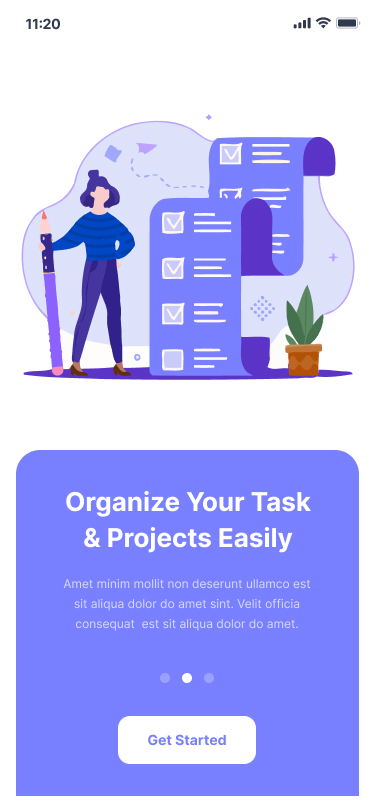 11:20
Organize Your Task
& Projects Easily
Amet minim mollit non deserunt ullamco est
sit aliqua dolor do amet sint. Velit officia
consequat  est sit aliqua dolor do amet.
Get Started